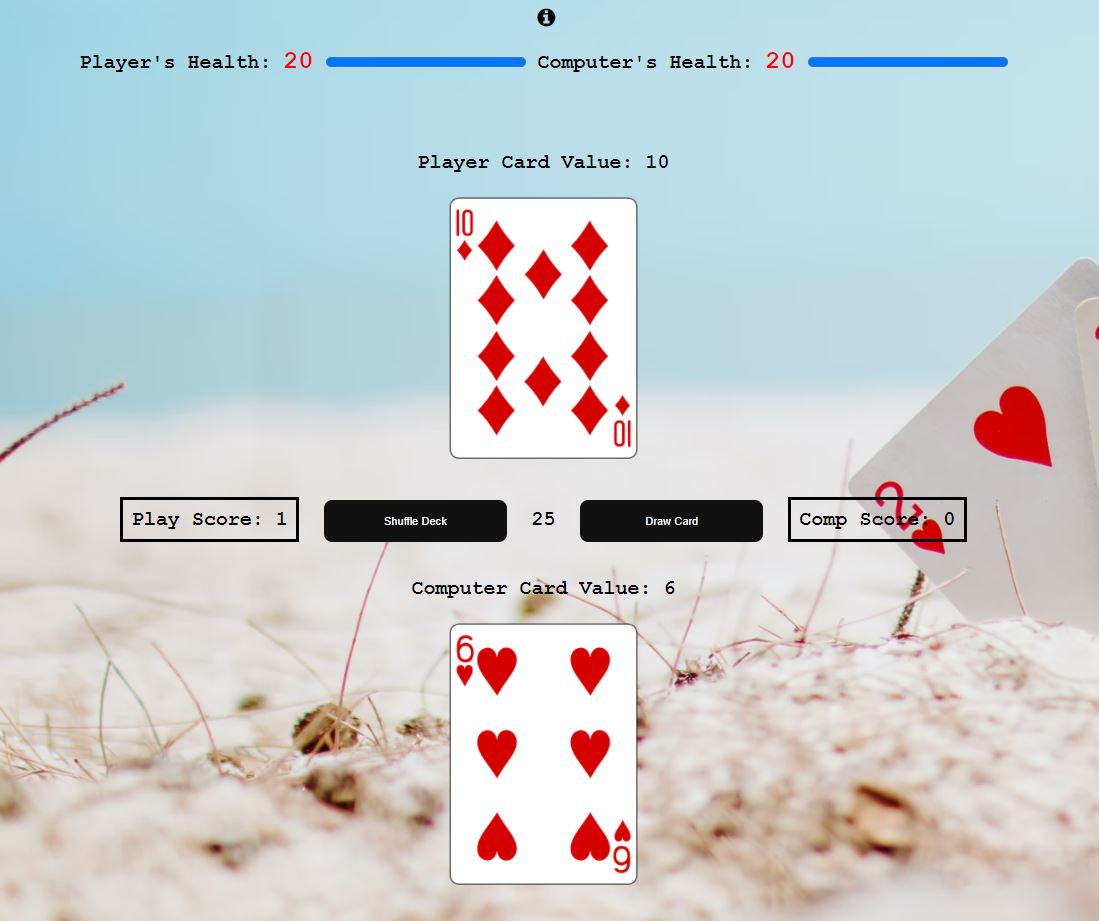 Player's Health: 20 Computer's Health: 20
Player Card Value: 10
10
10
Play Score: 1 Shuffle Deck 25 Draw Card Comp Score: 0
2
Computer Card Value: 6
6
6